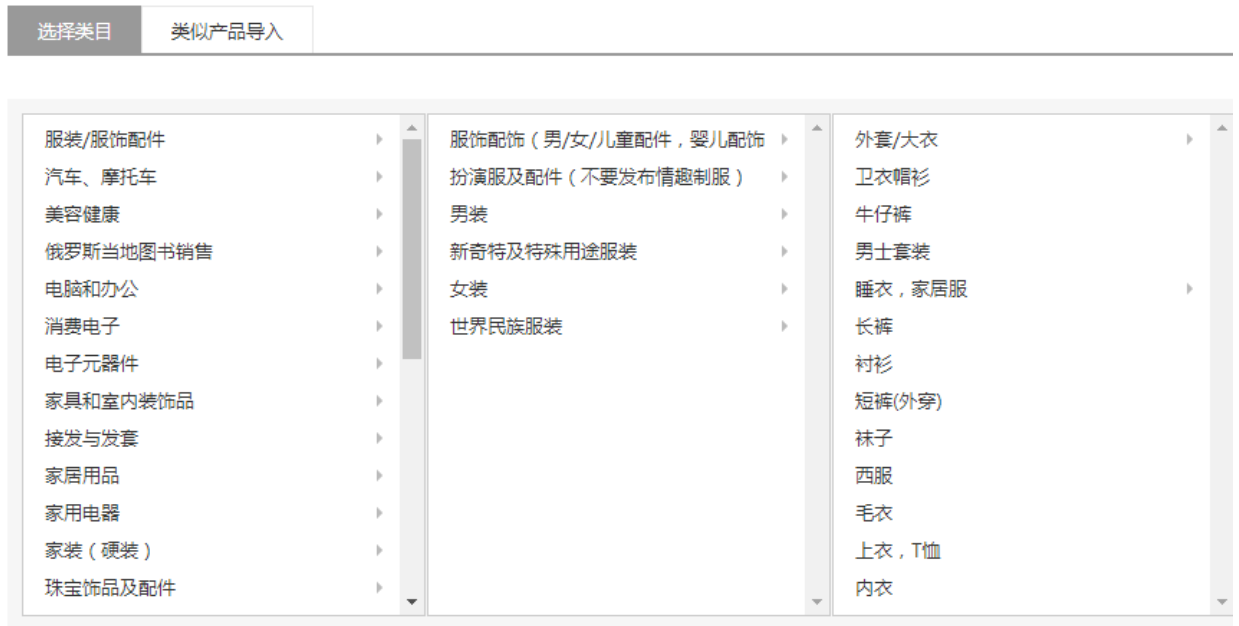 选择类目
类似产品导入
服装/服饰配件
汽车、摩托车
美容健康
俄罗斯当地图书销售
电脑和办公
消费电子
电子元器件
家具和室内装饰品
接发与发套
家居用品
家用电器
家装（硬装）
珠宝饰品及配件
服饰配饰（男/女/儿童配件，婴儿配饰
扮演服及配件（不要发布情趣制服）
男装
新奇特及特殊用途服装
女装
世界民族服装
外套/大衣
卫衣帽衫
牛仔裤
男士套装
睡衣，家居服
长裤
衬衫
短裤(外穿)
袜子
西服
毛衣
上衣，T恤
内衣